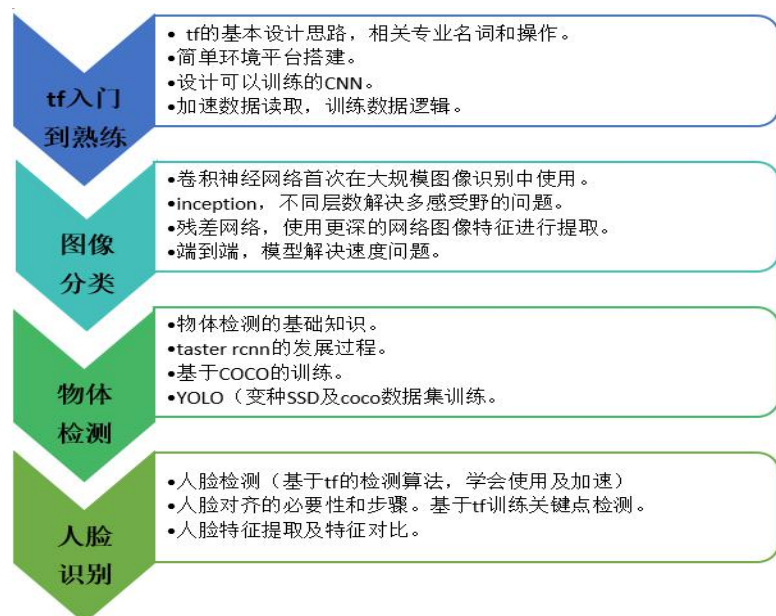 tf入门
到熟练
• tf的基本设计思路，相关专业名词和操作。
•简单环境平台搭建。
•设计可以训练的CNN。
•加速数据读取，训练数据逻辑。
图像
分类
•卷积神经网络首次在大规模图像识别中使用。
•inception，不同层数解决多感受野的问题。
•残差网络，使用更深的网络图像特征进行提取。
•端到端，模型解决速度问题。
物体
检测
•物体检测的基础知识。
•taster rcnn的发展过程。
•基于COCO的训练。
•YOLO（变种SSD及coco数据集训练。
人脸
识别
•人脸检测（基于tf的检测算法，学会使用及加速）
•人脸对齐的必要性和步骤。基于tf训练关键点检测。
•人脸特征提取及特征对比。